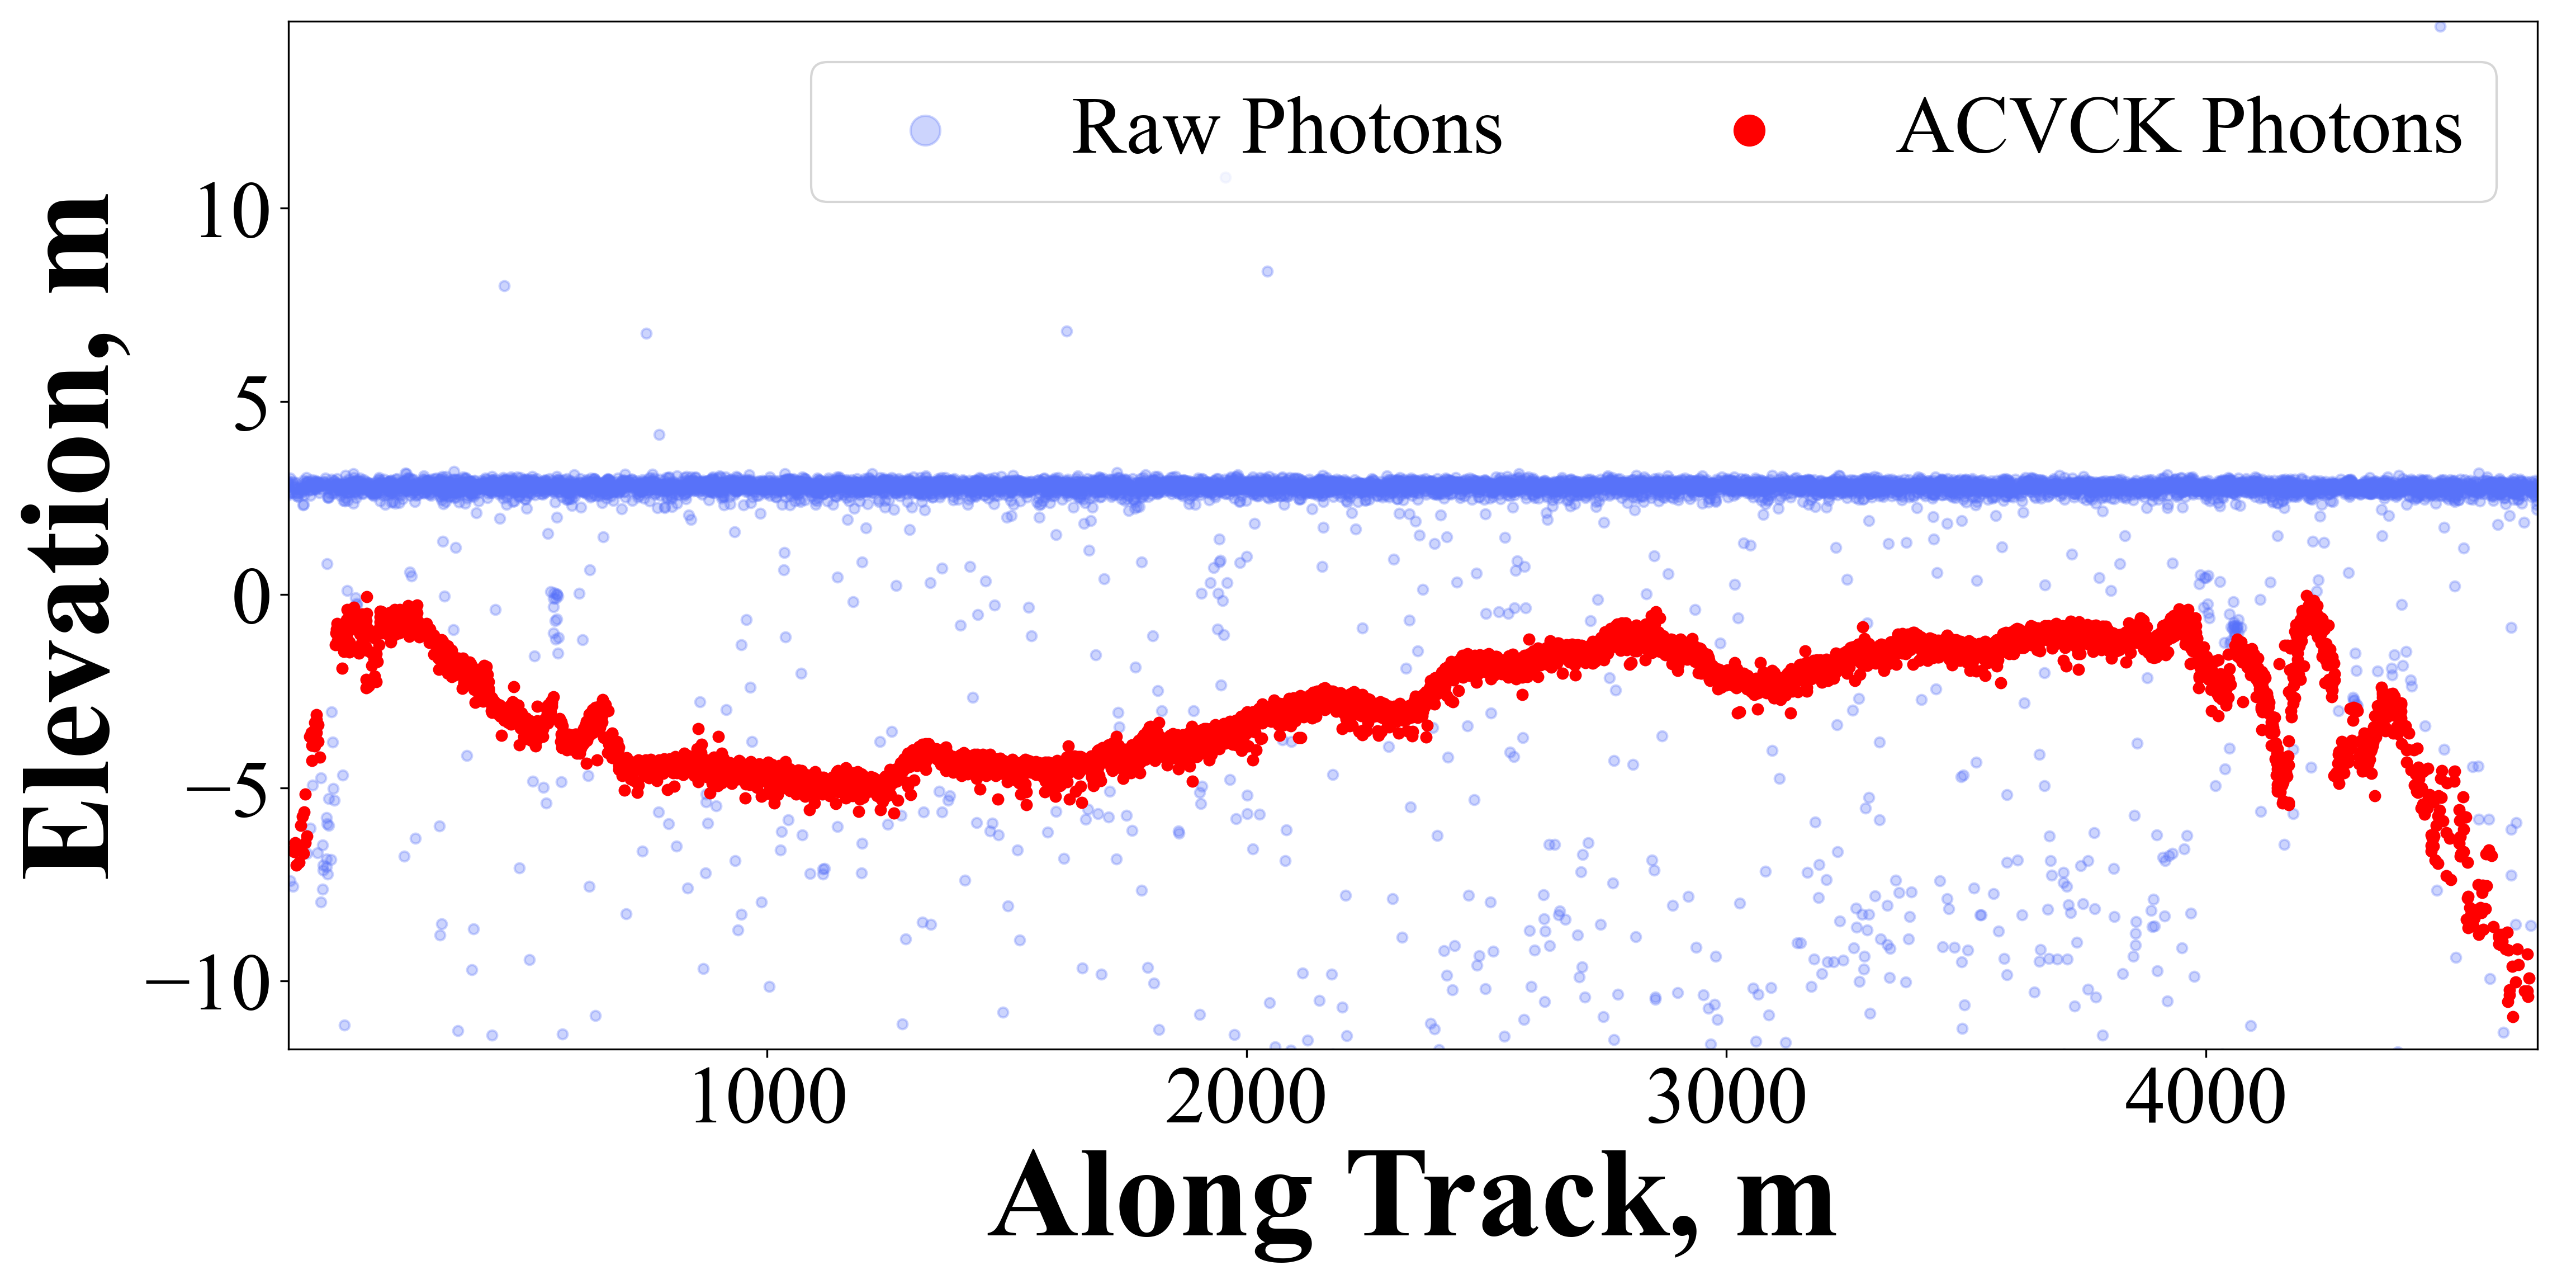 Raw Photons
ACVCK Photons
Elevation, m
10
5
0
−5
−10
1000
2000
3000
4000
Along Track, m